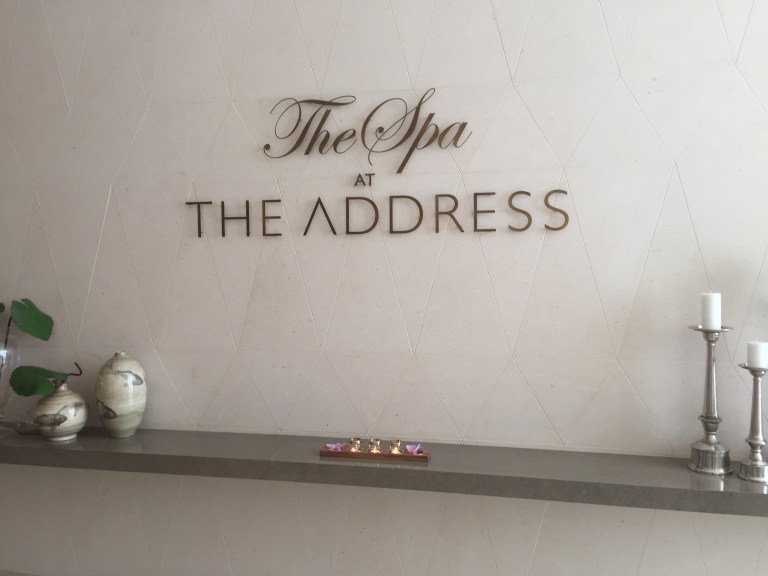 The Spa
AT
THE ADDRESS